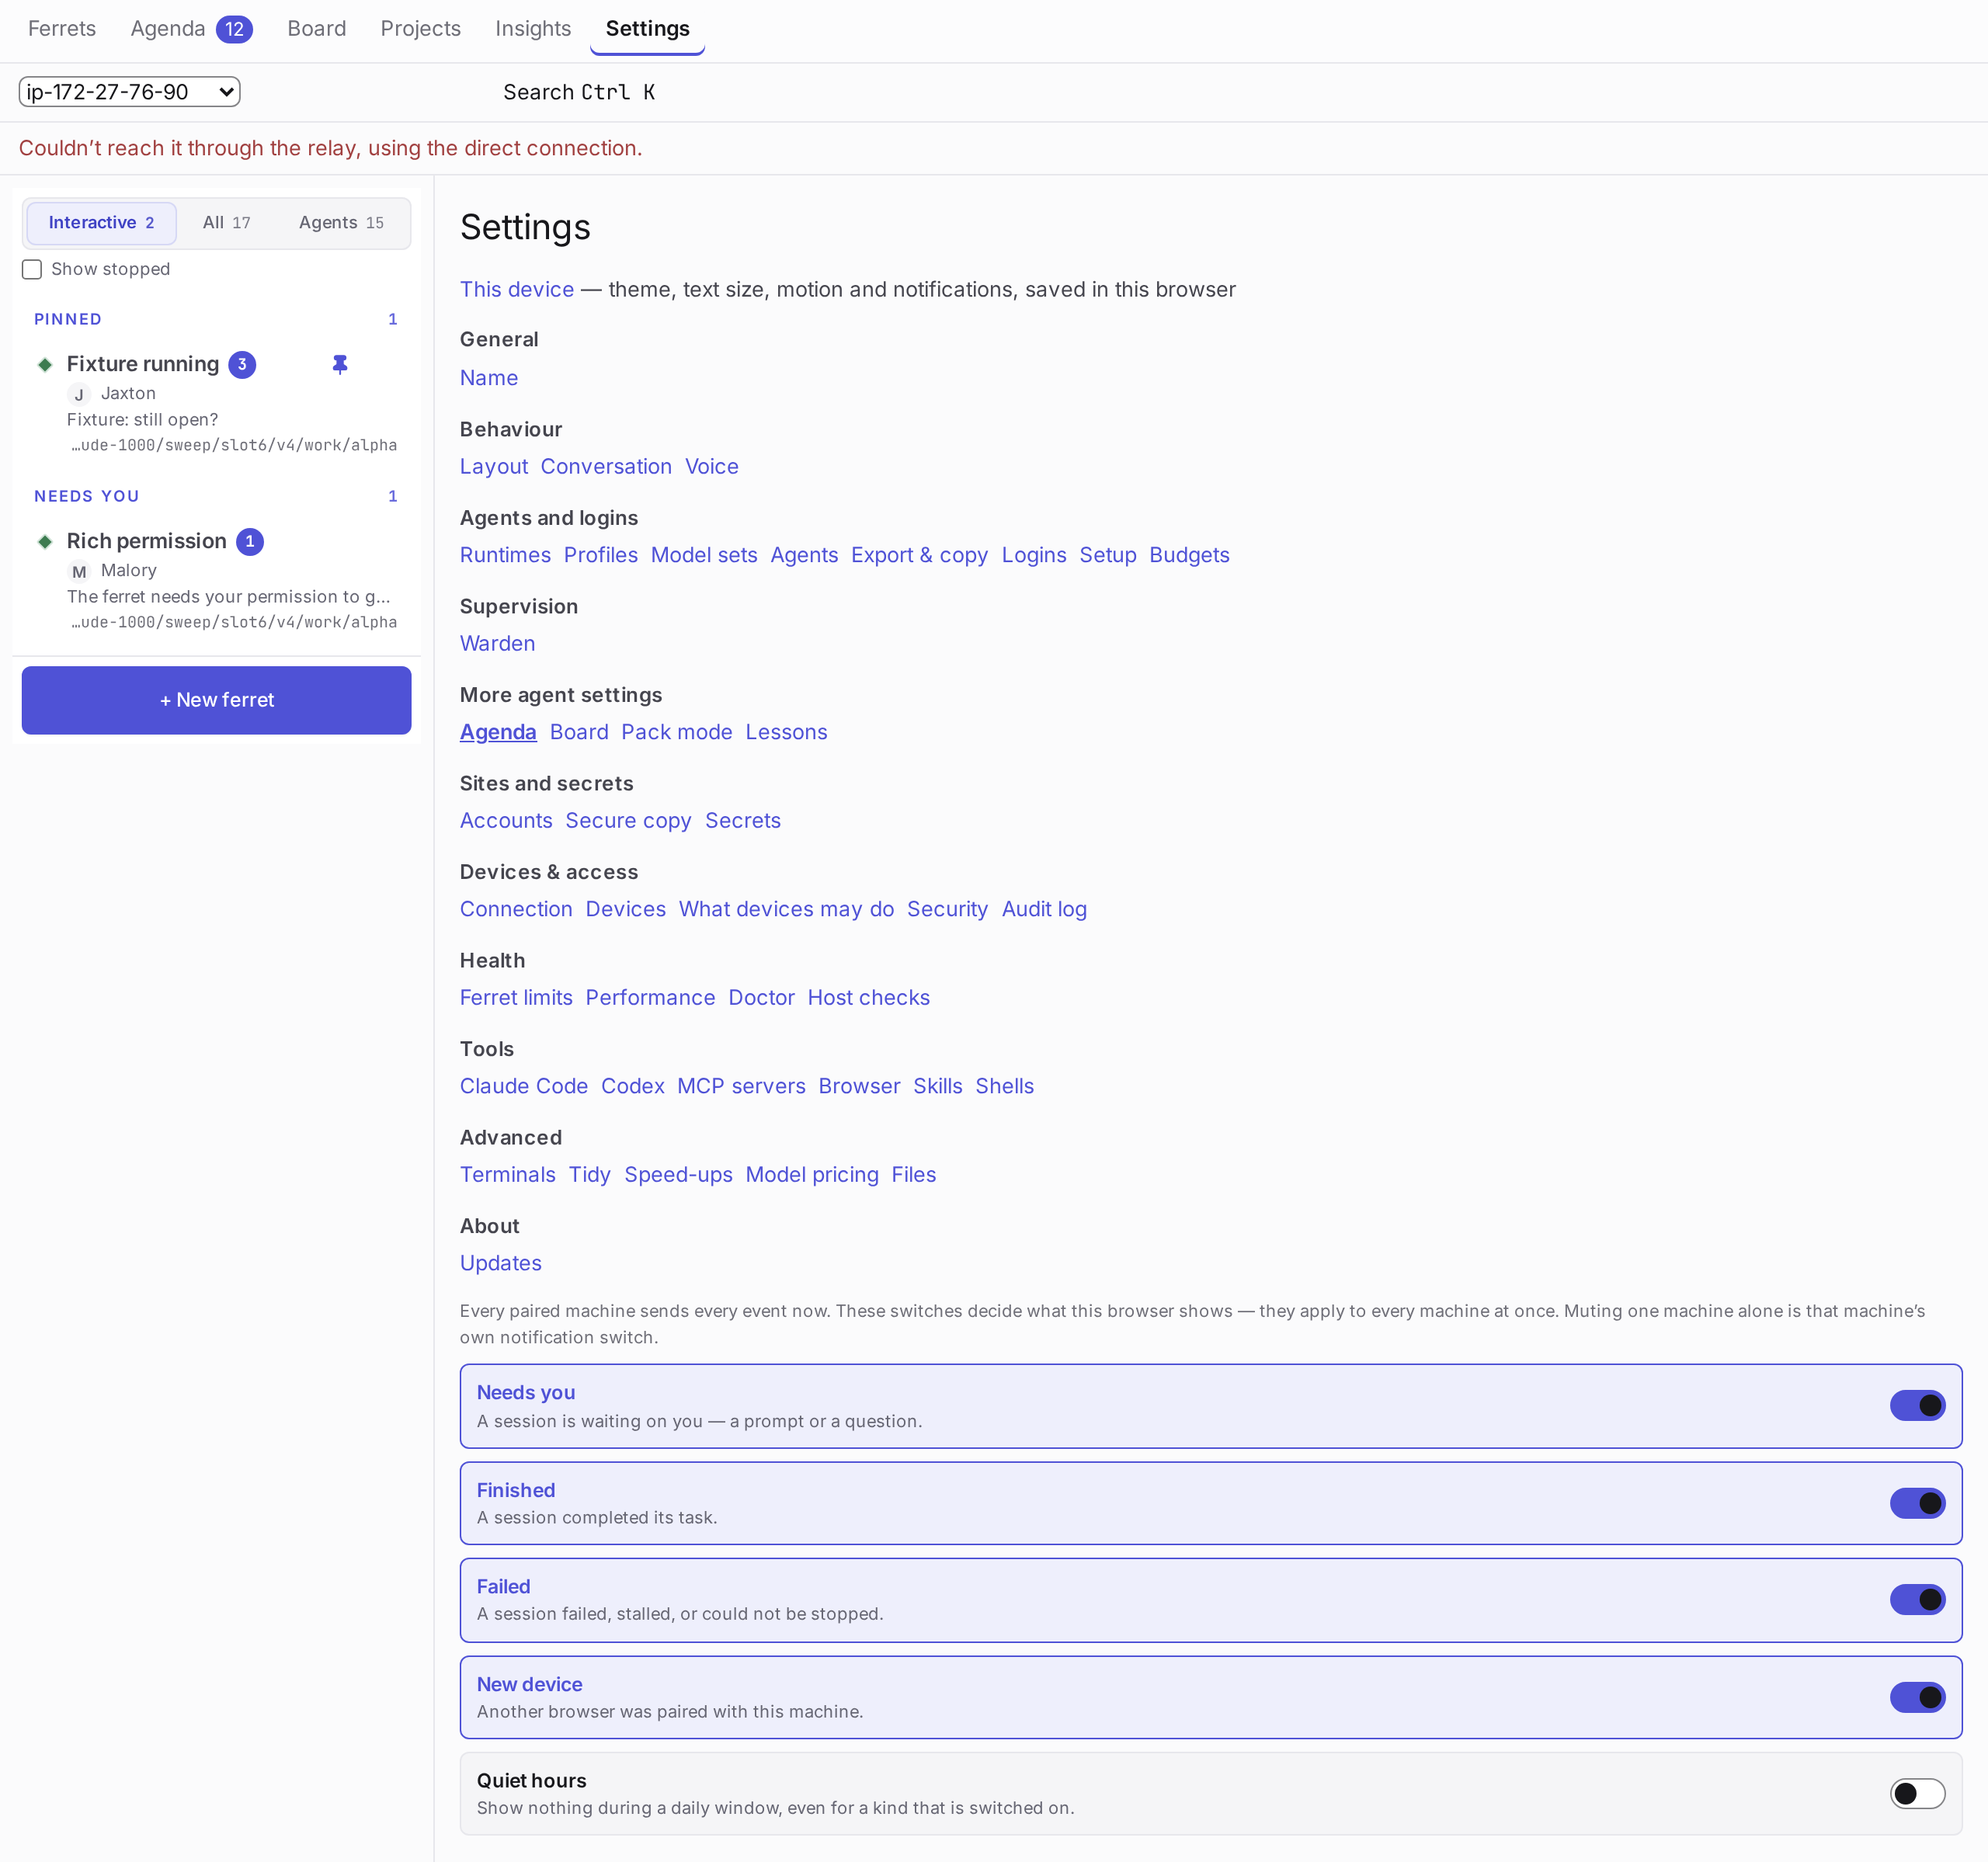 Ferrets Agenda 12 Board Projects Insights Settings
ip-172-27-76-90
Search Ctrl K
Couldn’t reach it through the relay, using the direct connection.
Interactive 2 All 17 Agents 15
Show stopped
PINNED 1
Fixture running 3
J Jaxton
Fixture: still open?
…ude-1000/sweep/slot6/v4/work/alpha
NEEDS YOU 1
Rich permission 1
M Malory
The ferret needs your permission to g…
…ude-1000/sweep/slot6/v4/work/alpha
+ New ferret
Settings
This device — theme, text size, motion and notifications, saved in this browser
General
Name
Behaviour
Layout Conversation Voice
Agents and logins
Runtimes Profiles Model sets Agents Export & copy Logins Setup Budgets
Supervision
Warden
More agent settings
Agenda Board Pack mode Lessons
Sites and secrets
Accounts Secure copy Secrets
Devices & access
Connection Devices What devices may do Security Audit log
Health
Ferret limits Performance Doctor Host checks
Tools
Claude Code Codex MCP servers Browser Skills Shells
Advanced
Terminals Tidy Speed-ups Model pricing Files
About
Updates
Every paired machine sends every event now. These switches decide what this browser shows — they apply to every machine at once. Muting one machine alone is that machine’s
own notification switch.
Needs you
A session is waiting on you — a prompt or a question.
Finished
A session completed its task.
Failed
A session failed, stalled, or could not be stopped.
New device
Another browser was paired with this machine.
Quiet hours
Show nothing during a daily window, even for a kind that is switched on.